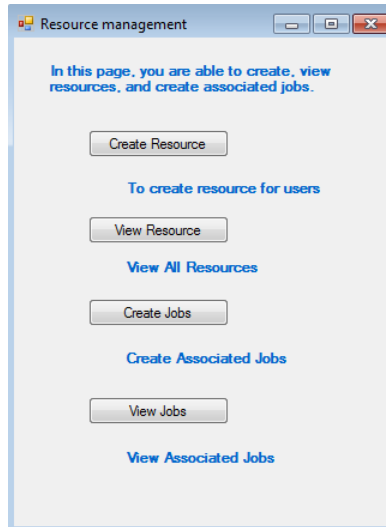 Resource management
In this page, you are able to create, view
resources, and create associated jobs.
Create Resource
To create resource for users
View Resource
View All Resources
Create Jobs
Create Associated Jobs
View Jobs
View Associated Jobs